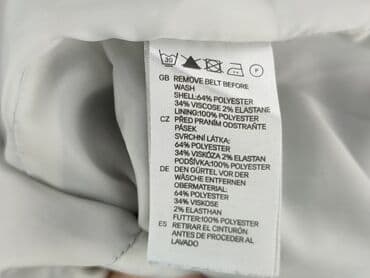 30 F
GB REMOVE BELT BEFORE
WASH
SHELL:64% POLYESTER
34% VISCOSE 2% ELASTANE
LINING:100% POLYESTER
CZ PŘED PRANÍM ODSTRAŇTE
PÁSEK
SVRCHNÍ LÁTKA:
64% POLYESTER
34% VISKÓZA 2% ELASTAN
PODŠÍVKA:100% POLYESTER
DE DEN GÜRTEL VOR DER
WÄSCHE ENTFERNEN
OBERMATERIAL:
64% POLYESTER
34% VISKOSE
2% ELASTHAN
FUTTER:100% POLYESTER
ES RETIRAR EL CINTURÓN
ANTES DE PROCEDER AL
LAVADO